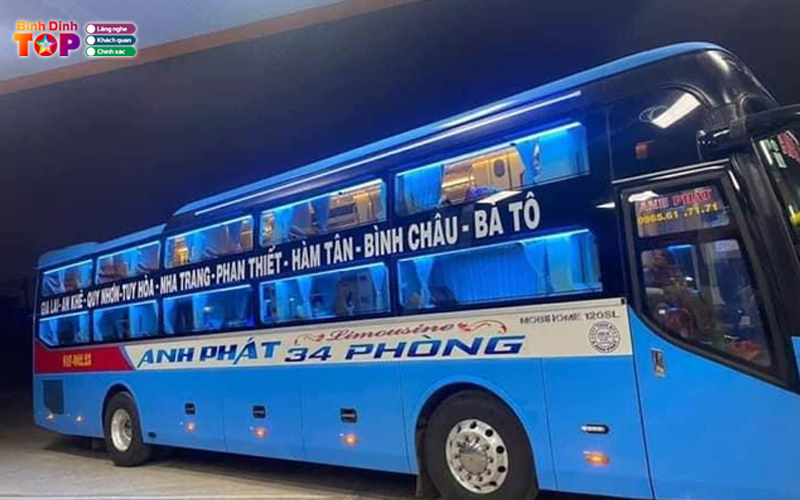 Bình Định
TOP
Lắng nghe
Khách quan
Chính xác
ANH PHÁT
0965.61.71.71
GIA LAI-AN KHÊ - QUY NHƠN-TUY HÒA - NHA TRANG-PHAN THIẾT - HÀM TÂN-BÌNH CHÂU - BA TÔ
Limousine
MOBIHOME 120SL
ANH PHÁT 34 PHÒNG